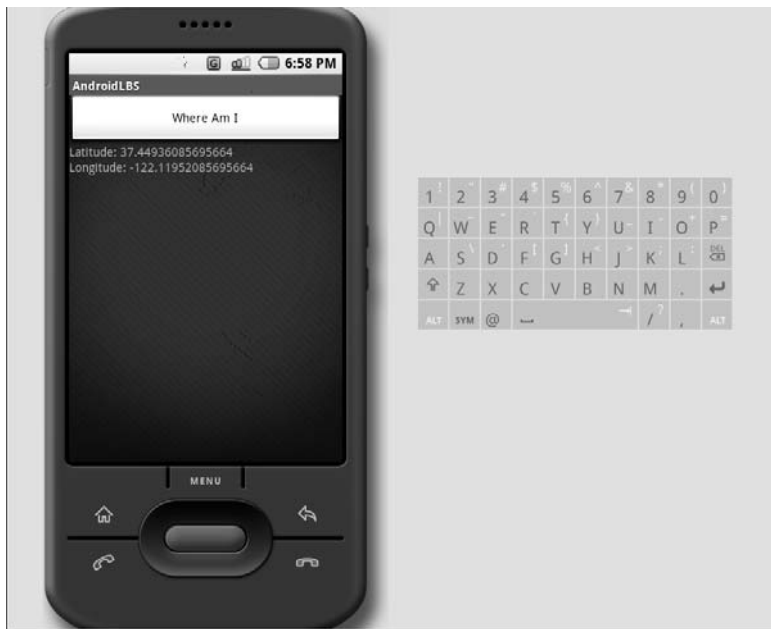 G 6:58 PM
AndroidLBS
Where Am I
Latitude: 37.44936085695664
Longitude: -122.11952085695664
MENU
1 ! 2 " 3 # 4 $ 5 % 6 ^ 7 & 8 * 9 ( 0 )
Q | W ~ E " R ` T { Y } U - I O + P =
A S \ D ' F [ G ] H < J > K ; L : DEL
Z X C V B N M .
ALT SYM @ / ? , ALT